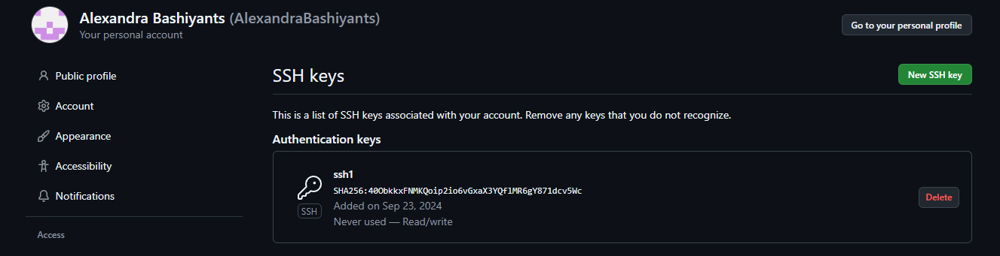 Alexandra Bashiyants (AlexandraBashiyants)
Your personal account
Go to your personal profile
Public profile
Account
Appearance
Accessibility
Notifications
Access
SSH keys
New SSH key
This is a list of SSH keys associated with your account. Remove any keys that you do not recognize.
Authentication keys
ssh1
SHA256:40ObkkxFNMKQoip2io6vGxaX3YQflMR6gY871dcv5Wc
Added on Sep 23, 2024
Never used — Read/write
SSH
Delete